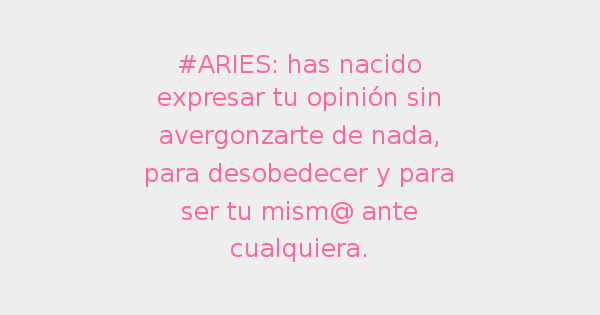 #ARIES: has nacido
expresar tu opinión sin
avergonzarte de nada,
para desobedecer y para
ser tu mism@ ante
cualquiera.